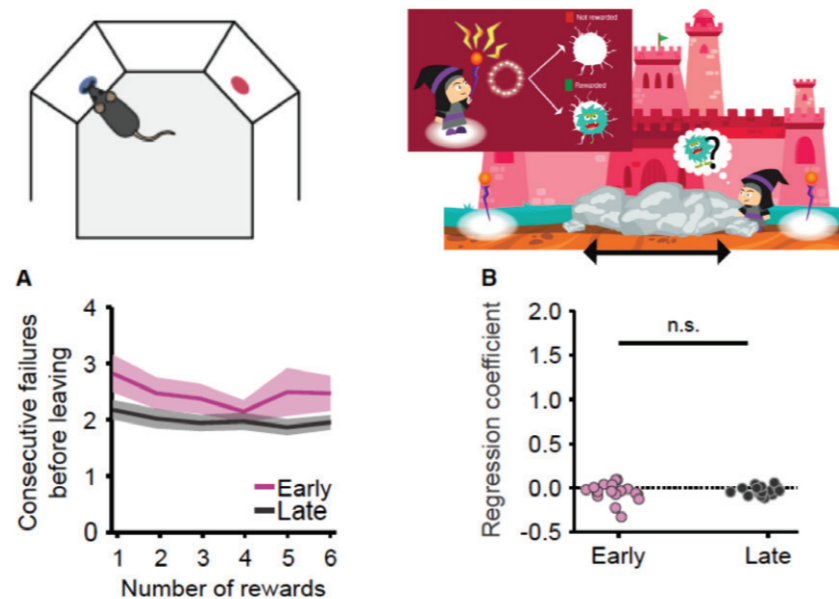 Not rewarded
Rewarded
?
A
Consecutive failures
before leaving
4
3
2
1
0
Early
Late
1 2 3 4 5 6
Number of rewards
B
Regression coefficient
2.0
1.5
1.0
0.5
0.0
-0.5
n.s.
Early Late